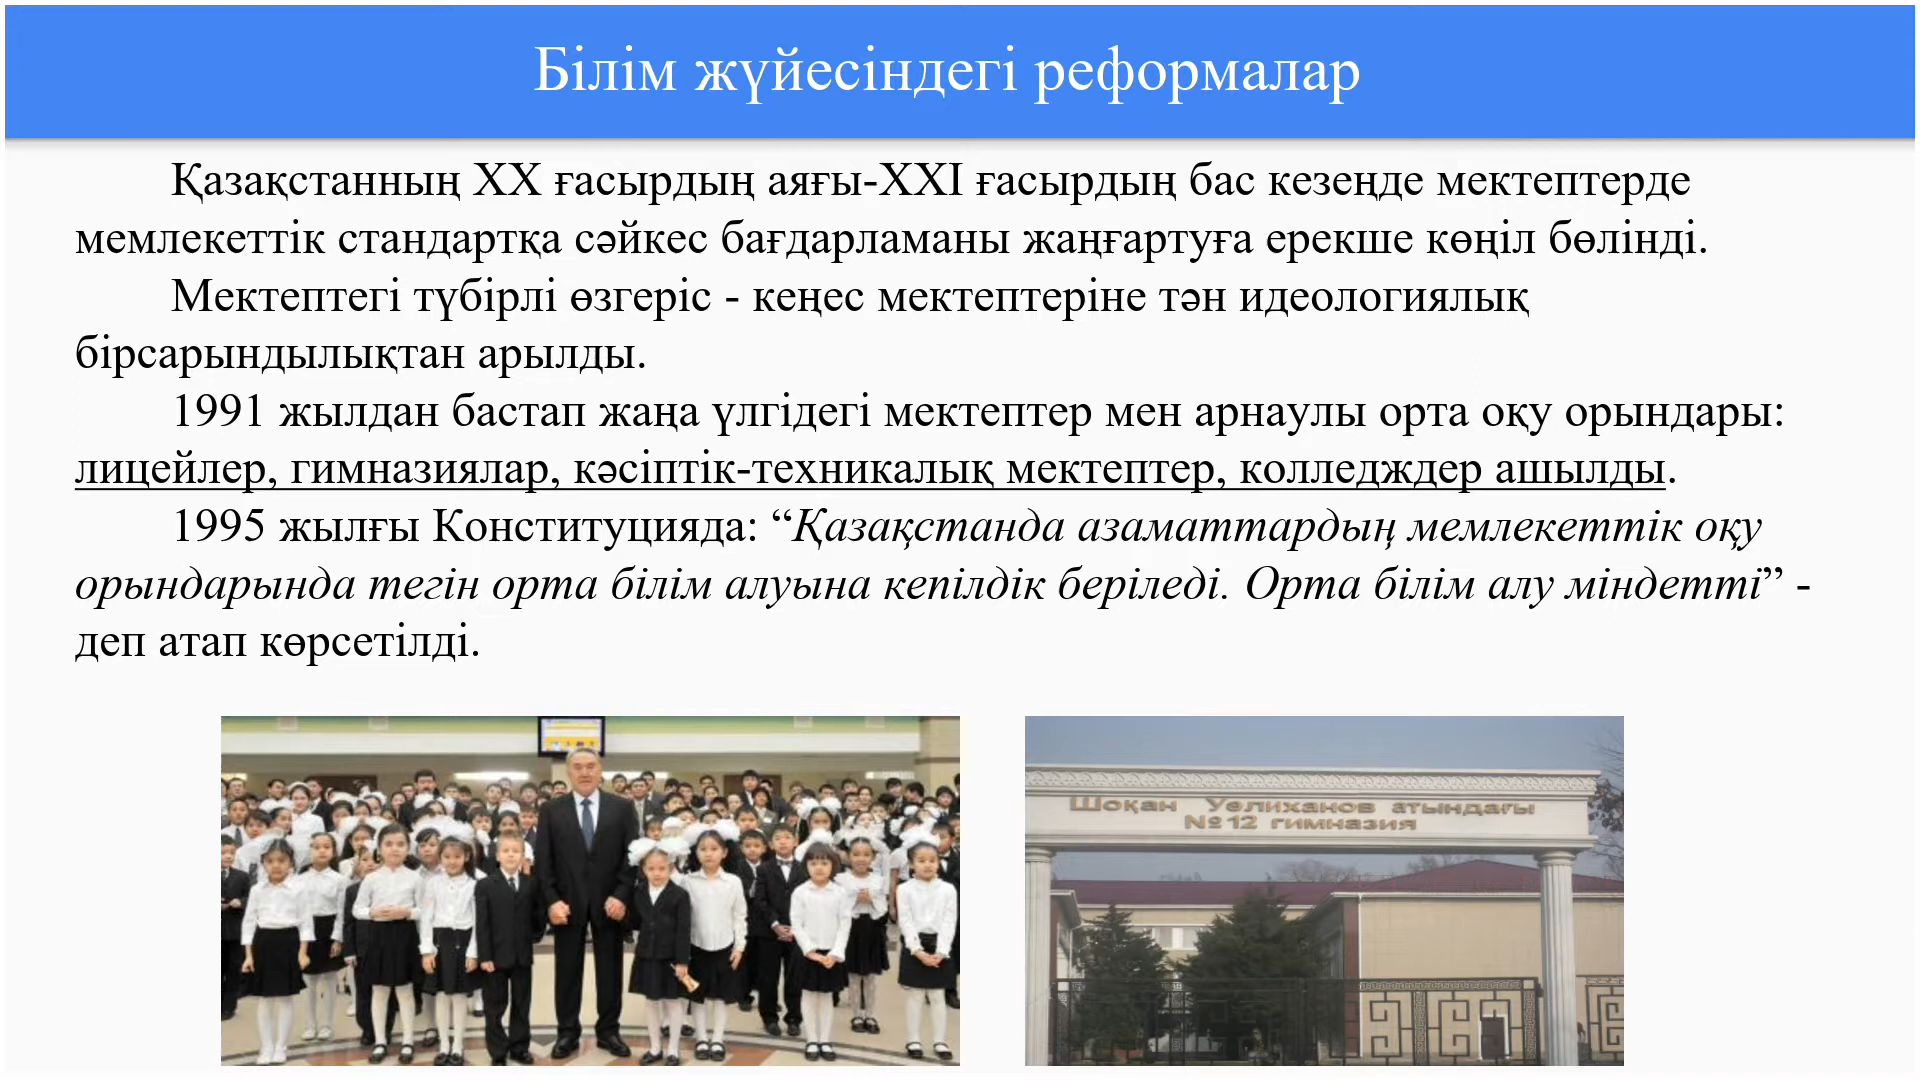 Білім жүйесіндегі реформалар
Қазақстанның XX ғасырдың аяғы-XXI ғасырдың бас кезеңде мектептерде
мемлекеттік стандартқа сәйкес бағдарламаны жаңғартуға ерекше көңіл бөлінді.
Мектептегі түбірлі өзгеріс - кеңес мектептеріне тән идеологиялық
бірсарындылықтан арылды.
1991 жылдан бастап жаңа үлгідегі мектептер мен арнаулы орта оқу орындары:
лицейлер, гимназиялар, кәсіптік-техникалық мектептер, колледждер ашылды.
1995 жылғы Конституцияда: “Қазақстанда азаматтардың мемлекеттік оқу
орындарында тегін орта білім алуына кепілдік беріледі. Орта білім алу міндетті” -
деп атап көрсетілді.
Шоқан Уәлиханов атындағы
№12 гимназия